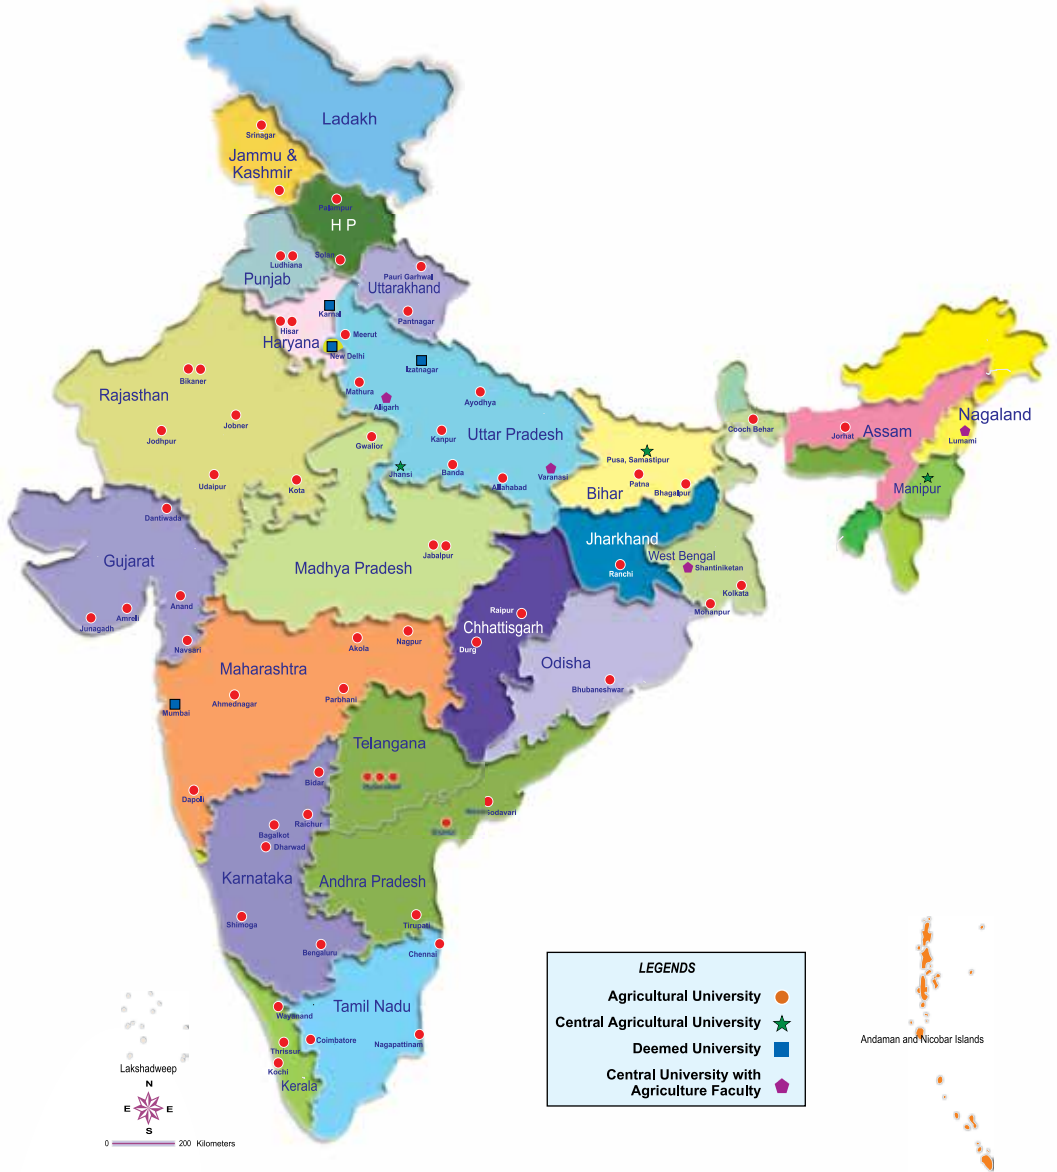 Ladakh
Srinagar
Jammu &
Kashmir
Palampur
H P
Solan
Ludhiana
Punjab
Pauri Garhwal
Uttarakhand
Pantnagar
Karnal
Hisar
Haryana
Meerut
New Delhi
Izatnagar
Mathura
Aligarh
Ayodhya
Bikaner
Rajasthan
Jobner
Jodhpur
Udaipur
Kota
Gwalior
Kanpur
Uttar Pradesh
Jhansi
Banda
Allahabad
Varanasi
Pusa, Samastipur
Patna
Bihar
Bhagalpur
Cooch Behar
Jorhat
Assam
Nagaland
Lumami
Manipur
Dantiwada
Gujarat
Anand
Amreli
Junagadh
Navsari
Jabalpur
Madhya Pradesh
Jharkhand
Ranchi
West Bengal
Shantiniketan
Kolkata
Mohanpur
Raipur
Chhattisgarh
Durg
Odisha
Bhubaneshwar
Akola
Nagpur
Maharashtra
Parbhani
Ahmednagar
Mumbai
Dapoli
Telangana
Bidar
Raichur
Bagalkot
Dharwad
Karnataka
Shimoga
Bengaluru
odavari
Andhra Pradesh
Tirupati
Chennai
Tamil Nadu
Wayanand
Coimbatore
Nagapattinam
Thrissur
Kochi
Kerala
Lakshadweep
N
E E
S
0 200 Kilometers
LEGENDS
Agricultural University
Central Agricultural University
Deemed University
Central University with
Agriculture Faculty
Andaman and Nicobar Islands